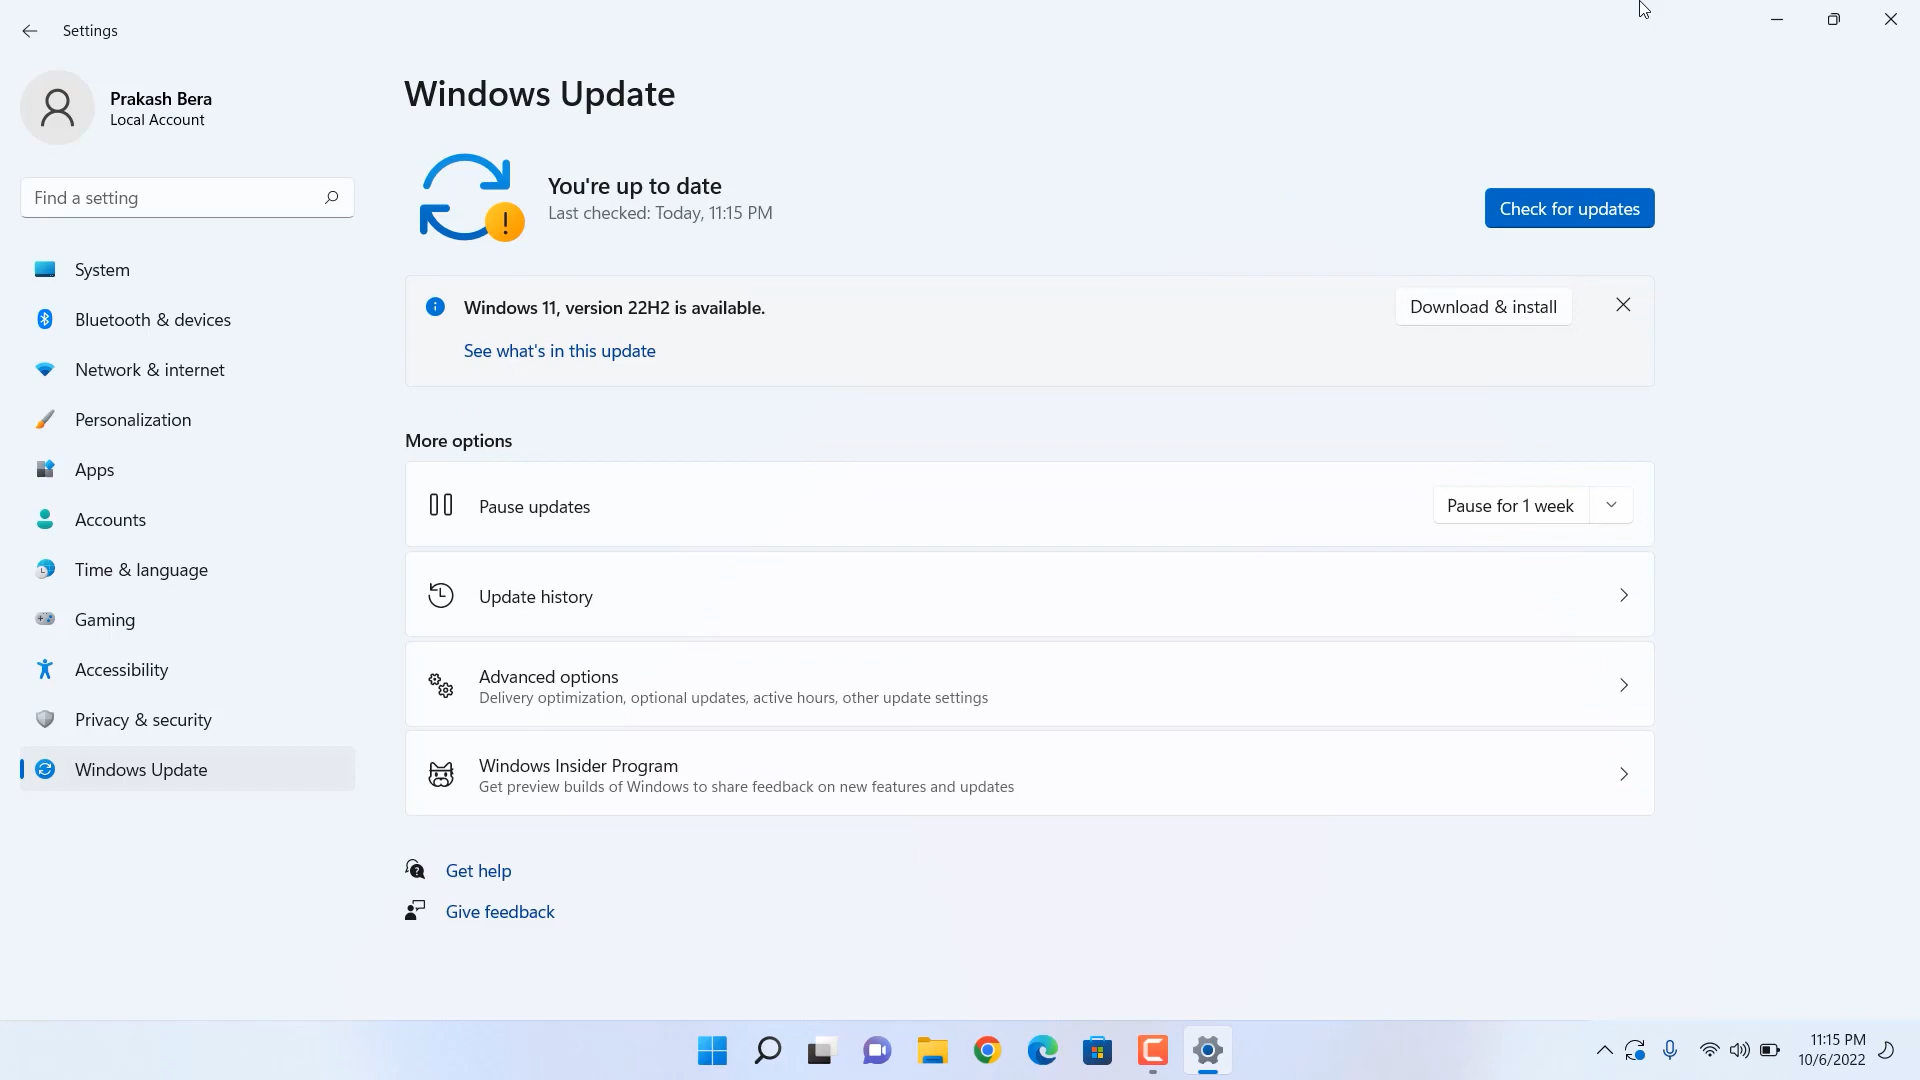 Settings
Prakash Bera
Local Account
Find a setting
System
Bluetooth & devices
Network & internet
Personalization
Apps
Accounts
Time & language
Gaming
Accessibility
Privacy & security
Windows Update
Windows Update
You're up to date
Last checked: Today, 11:15 PM
Check for updates
Windows 11, version 22H2 is available.
Download & install
See what's in this update
More options
Pause updates
Pause for 1 week
Update history
Advanced options
Delivery optimization, optional updates, active hours, other update settings
Windows Insider Program
Get preview builds of Windows to share feedback on new features and updates
Get help
Give feedback
11:15 PM
10/6/2022